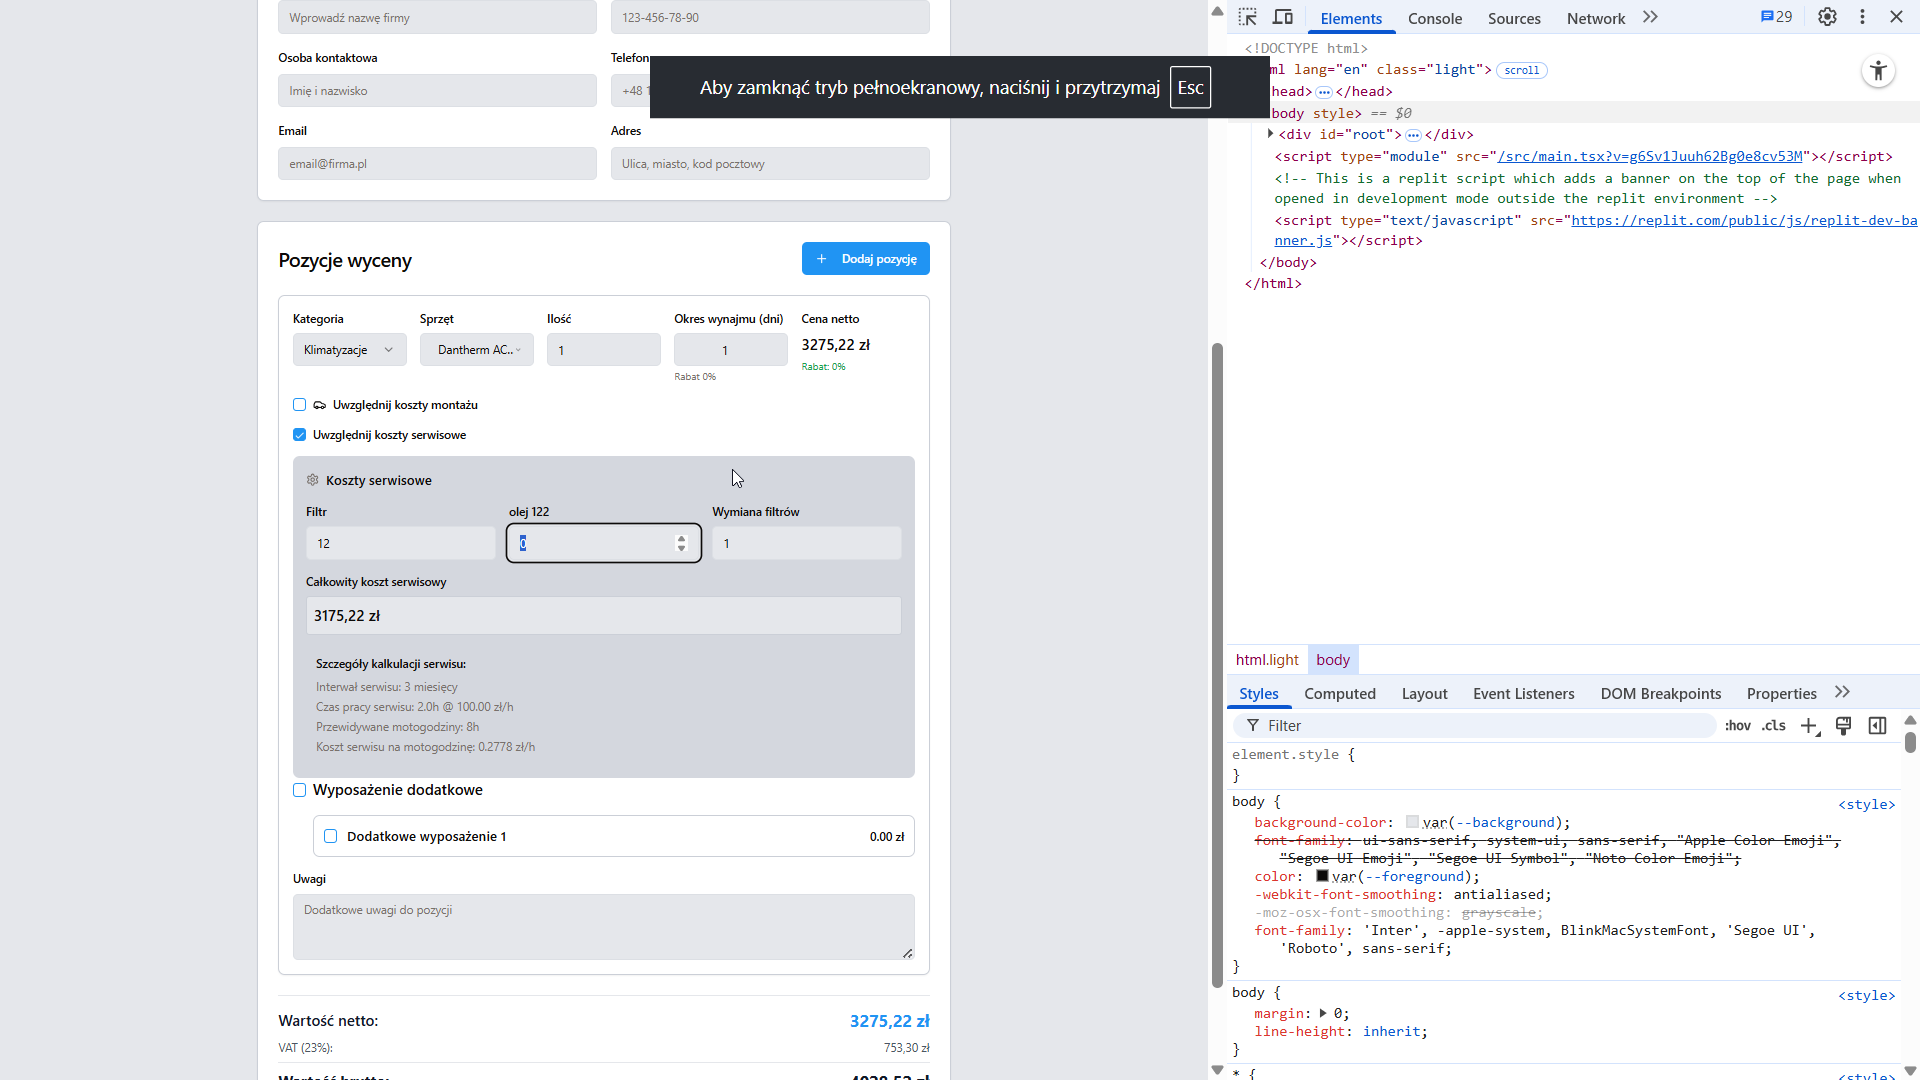 Wprowadź nazwę firmy
123-456-78-90
Osoba kontaktowa
Telefon
Imię i nazwisko
+48 1
Email
Adres
email@firma.pl
Ulica, miasto, kod pocztowy
Aby zamknąć tryb pełnoekranowy, naciśnij i przytrzymaj Esc
Pozycje wyceny
Dodaj pozycję
Kategoria
Sprzęt
Ilość
Okres wynajmu (dni)
Cena netto
Klimatyzacje
Dantherm AC..
1
1
3275,22 zł
Rabat 0%
Rabat: 0%
Uwzględnij koszty montażu
Uwzględnij koszty serwisowe
Koszty serwisowe
Filtr
olej 122
Wymiana filtrów
12
0
1
Całkowity koszt serwisowy
3175,22 zł
Szczegóły kalkulacji serwisu:
Interwał serwisu: 3 miesięcy
Czas pracy serwisu: 2.0h @ 100.00 zł/h
Przewidywane motogodziny: 8h
Koszt serwisu na motogodzinę: 0.2778 zł/h
Wyposażenie dodatkowe
Dodatkowe wyposażenie 1
0.00 zł
Uwagi
Dodatkowe uwagi do pozycji
Wartość netto:
3275,22 zł
VAT (23%):
753,30 zł
Wartość brutto:
4028,52 zł
Elements
Console
Sources
Network
29
<!DOCTYPE html>
ml lang="en" class="light"> scroll
head> ··· </head>
body style> == $0
<div id="root"> ··· </div>
<script type="module" src="/src/main.tsx?v=g6Sv1Juuh62Bg0e8cv53M"></script>
<!-- This is a replit script which adds a banner on the top of the page when
opened in development mode outside the replit environment -->
<script type="text/javascript" src="https://replit.com/public/js/replit-dev-ba
nner.js"></script>
</body>
</html>
html.light
body
Styles
Computed
Layout
Event Listeners
DOM Breakpoints
Properties
Filter
:hov
.cls
element.style {
}
body {
<style>
background-color: var(--background);
font-family: ui-sans-serif, system-ui, sans-serif, "Apple Color Emoji",
"Segoe UI Emoji", "Segoe UI Symbol", "Noto Color Emoji";
color: var(--foreground);
-webkit-font-smoothing: antialiased;
-moz-osx-font-smoothing: grayscale;
font-family: 'Inter', -apple-system, BlinkMacSystemFont, 'Segoe UI',
'Roboto', sans-serif;
}
body {
<style>
margin: 0;
line-height: inherit;
}
* {
<style>